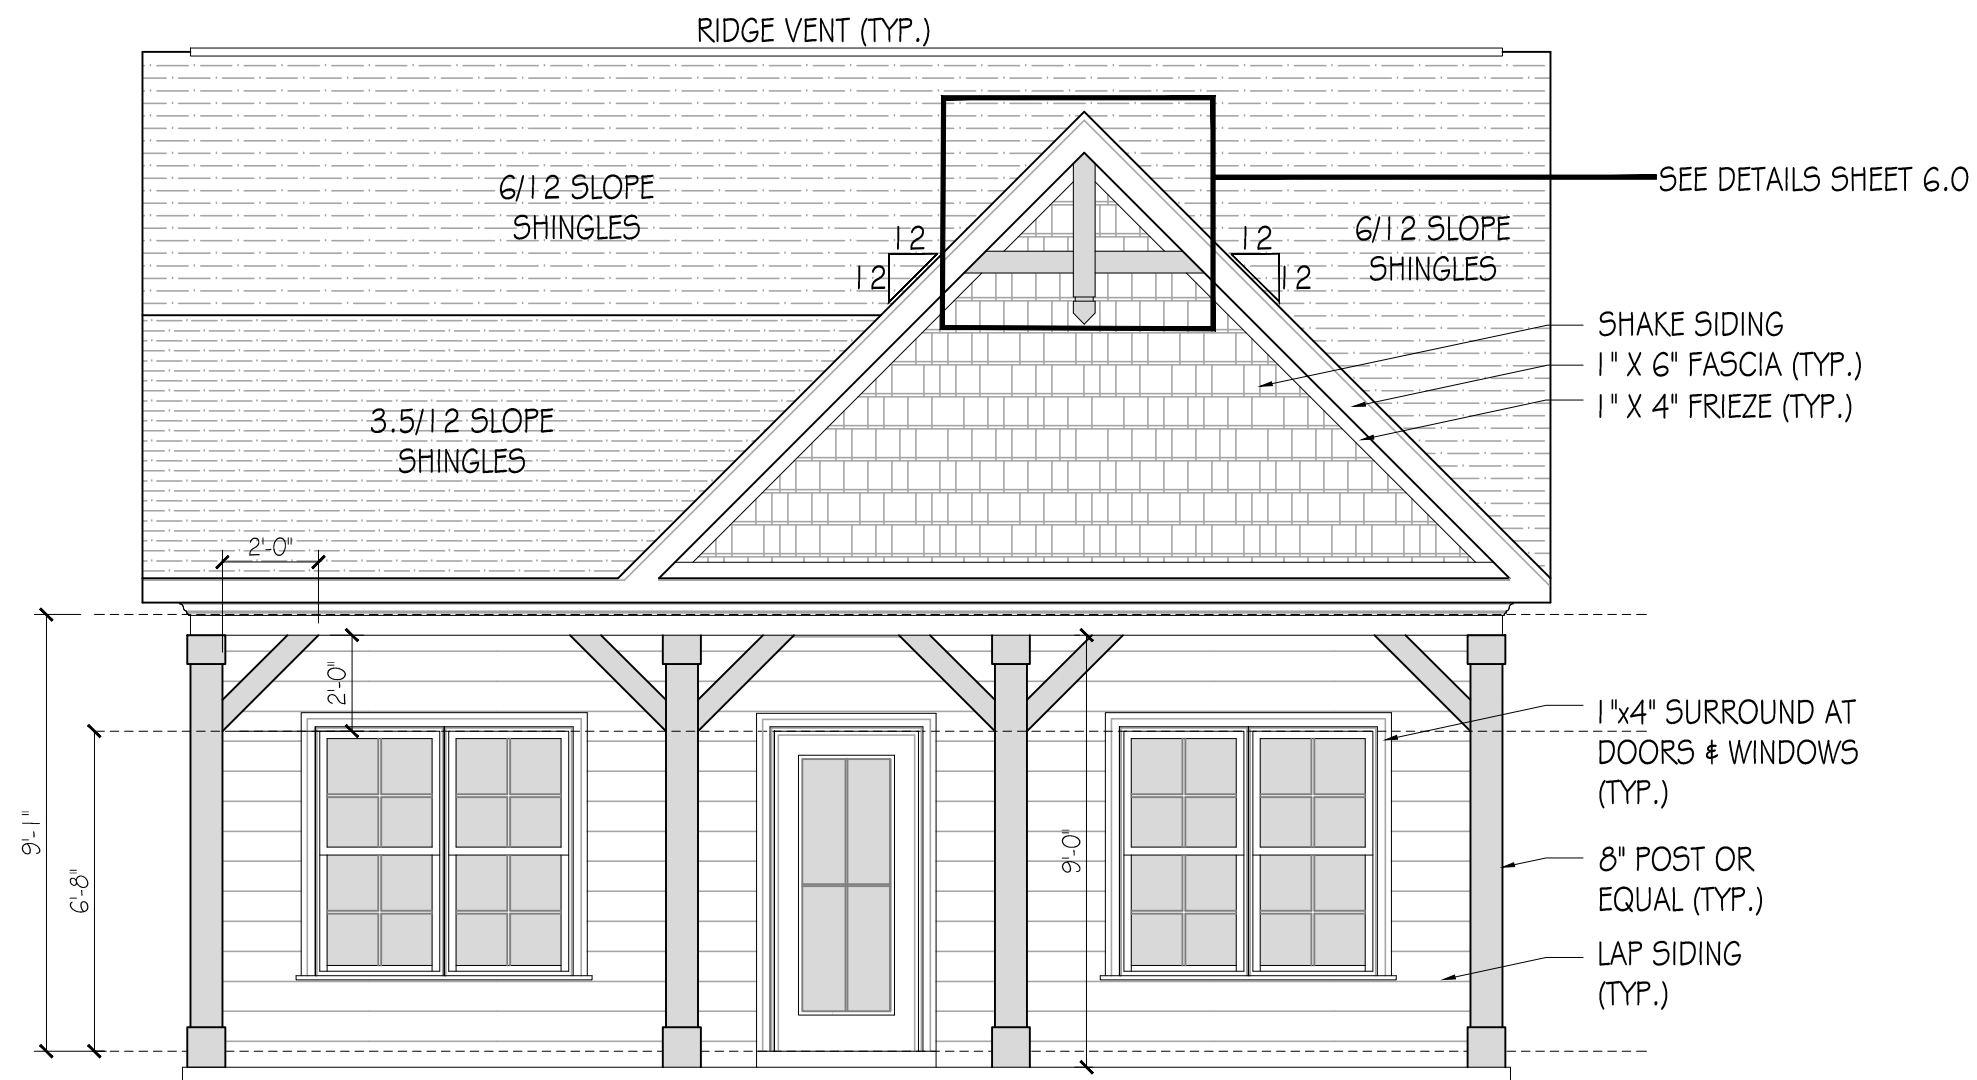 RIDGE VENT (TYP.)
6/12 SLOPE
SHINGLES
SEE DETAILS SHEET 6.0
12
12
12
12
6/12 SLOPE
SHINGLES
SHAKE SIDING
1" X 6" FASCIA (TYP.)
1" X 4" FRIEZE (TYP.)
3.5/12 SLOPE
SHINGLES
2'-0"
2'-0"
9'-1"
6'-8"
9'-0"
1"x4" SURROUND AT
DOORS & WINDOWS
(TYP.)
8" POST OR
EQUAL (TYP.)
LAP SIDING
(TYP.)